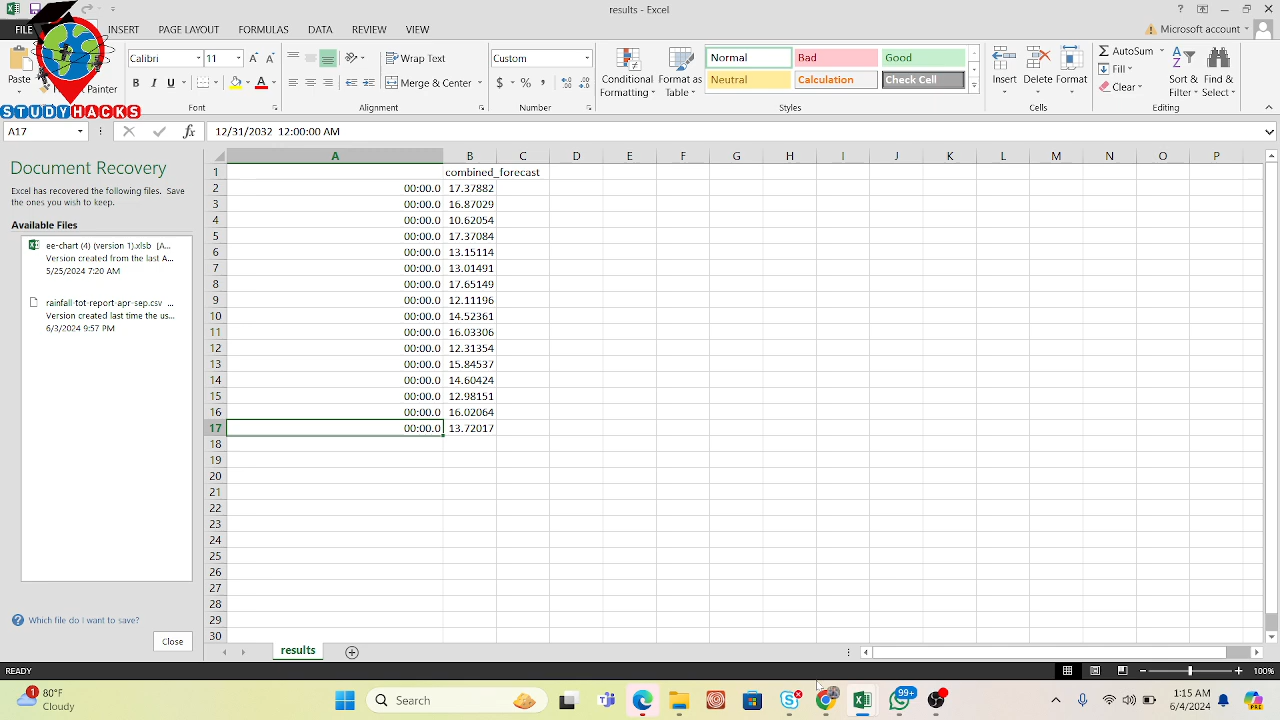 results - Excel
FILE INSERT PAGE LAYOUT FORMULAS DATA REVIEW VIEW Microsoft account
STUDYHACKS
Paste
Painter
Calibri 11
B I U
Font
Wrap Text
Merge & Center
Alignment
Custom
$ % ,
Number
Conditional Formatting
Format as Table
Normal Bad Good
Neutral Calculation Check Cell
Styles
Insert Delete Format
Cells
AutoSum
Fill
Clear
Sort & Filter
Find & Select
Editing
A17 fx 12/31/2032 12:00:00 AM
Document Recovery
Excel has recovered the following files. Save
the ones you wish to keep.
Available Files
ee-chart (4) (version 1).xlsb [A...
Version created from the last A...
5/25/2024 7:20 AM
rainfall-tot-report-apr-sep.csv ...
Version created last time the us...
6/3/2024 9:57 PM
Which file do I want to save?
Close
A B C D E F G H I J K L M N O P
1 combined_forecast
2 00:00.0 17.37882
3 00:00.0 16.87029
4 00:00.0 10.62054
5 00:00.0 17.37084
6 00:00.0 13.15114
7 00:00.0 13.01491
8 00:00.0 17.65149
9 00:00.0 12.11196
10 00:00.0 14.52361
11 00:00.0 16.03306
12 00:00.0 12.31354
13 00:00.0 15.84537
14 00:00.0 14.60424
15 00:00.0 12.98151
16 00:00.0 16.02064
17 00:00.0 13.72017
18
19
20
21
22
23
24
25
26
27
28
29
30
results
READY 100%
1 80°F
Cloudy
Search
99+
1:15 AM
6/4/2024